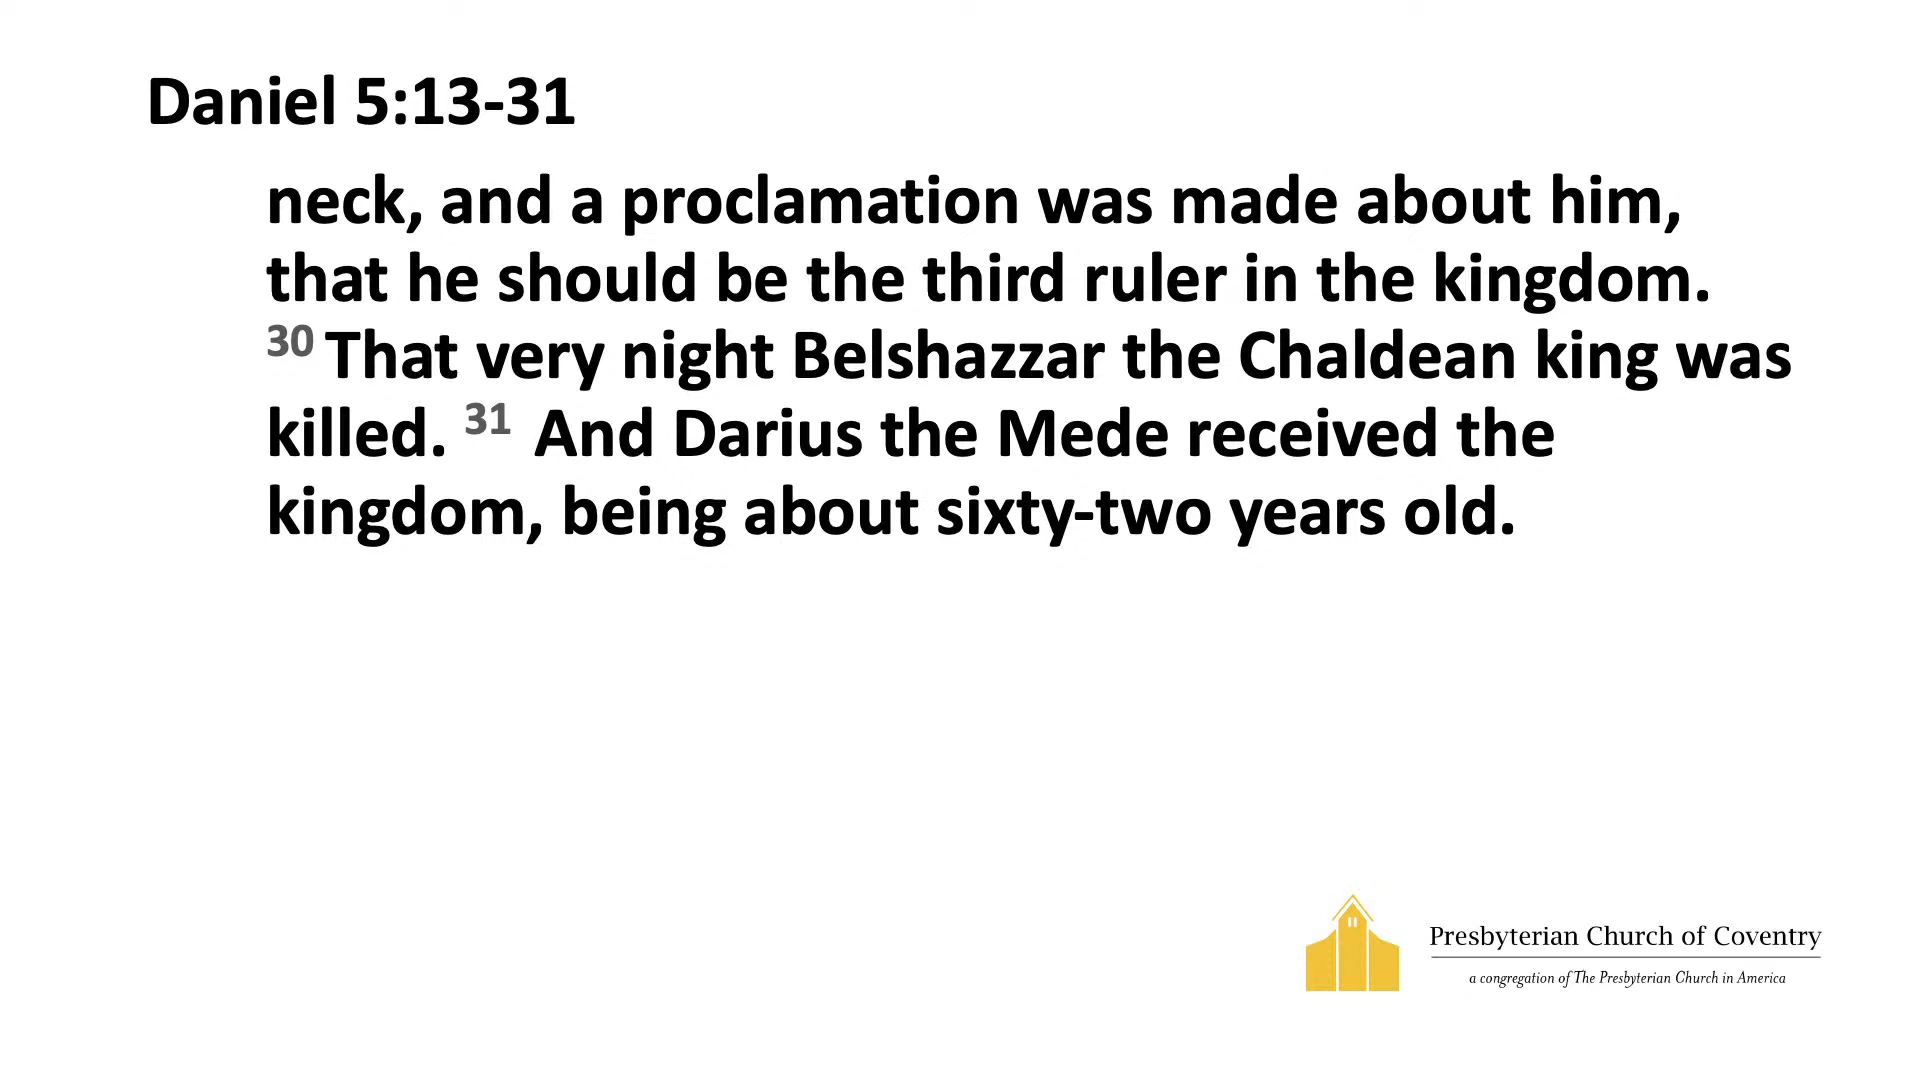 Daniel 5:13-31
neck, and a proclamation was made about him,
that he should be the third ruler in the kingdom.
30 That very night Belshazzar the Chaldean king was
killed. 31 And Darius the Mede received the
kingdom, being about sixty-two years old.
Presbyterian Church of Coventry
a congregation of The Presbyterian Church in America